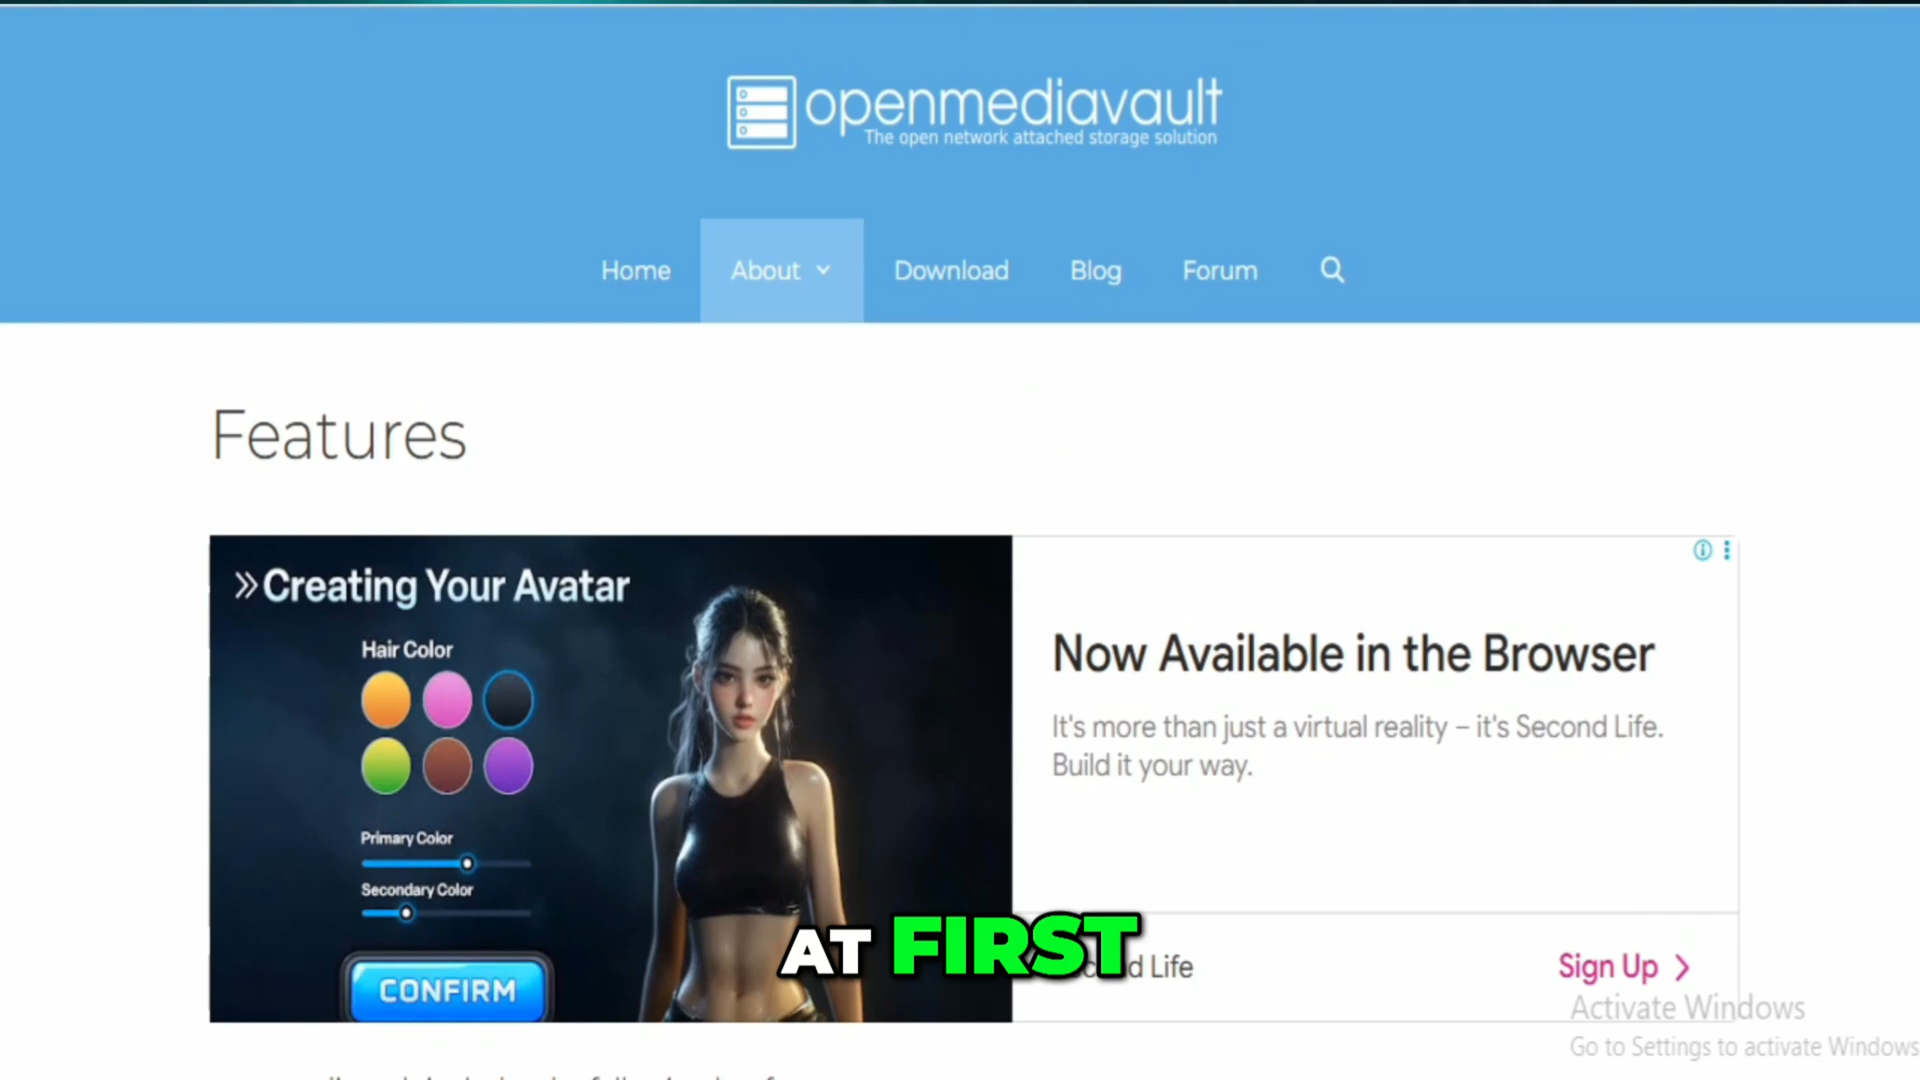 openmediavault
The open network attached storage solution
Home About Download Blog Forum
Features
»Creating Your Avatar
Hair Color
Primary Color
Secondary Color
CONFIRM
Now Available in the Browser
It's more than just a virtual reality – it's Second Life.
Build it your way.
AT FIRST
Life
Sign Up
Activate Windows
Go to Settings to activate Windows